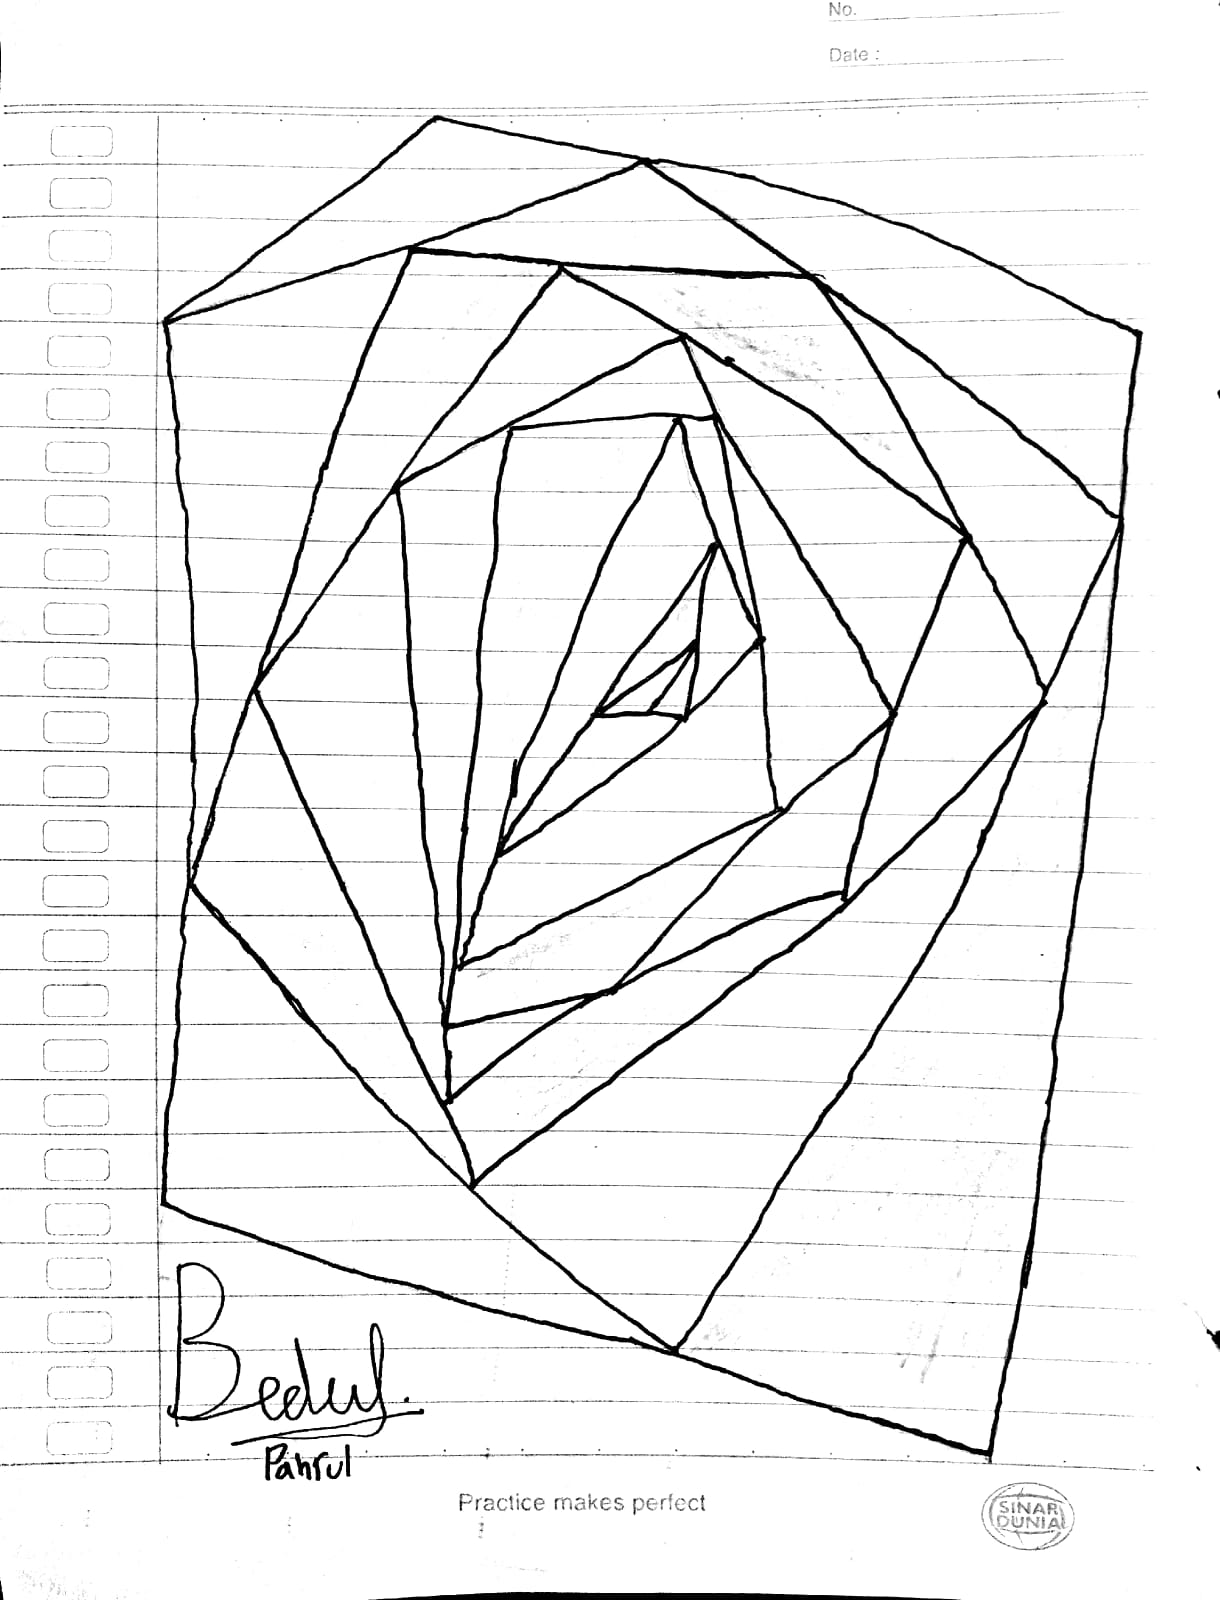 No.
Date :
Bedul.
Pahrul
Practice makes perfect
SINAR
DUNIA